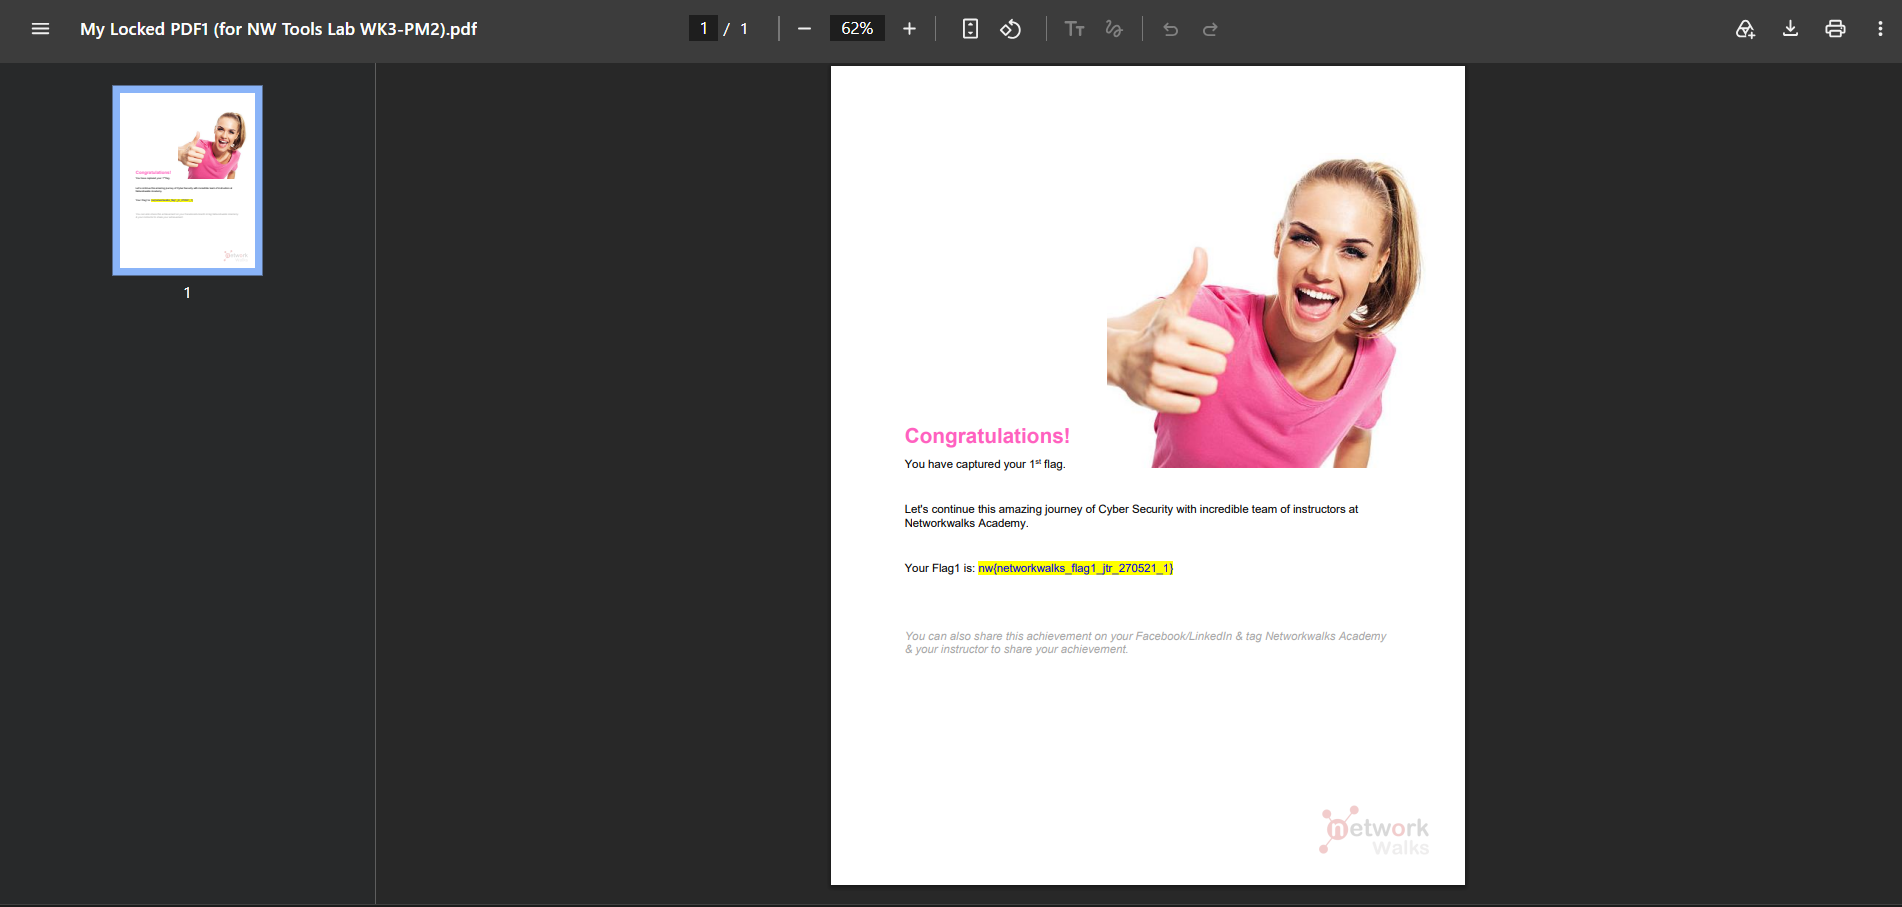 My Locked PDF1 (for NW Tools Lab WK3-PM2).pdf
1 / 1
62%
1
Congratulations!
You have captured your 1st flag.
Let's continue this amazing journey of Cyber Security with incredible team of instructors at
Networkwalks Academy.
Your Flag1 is: nw{networkwalks_flag1_jtr_270521_1}
You can also share this achievement on your Facebook/LinkedIn & tag Networkwalks Academy
& your instructor to share your achievement.
network
Walks